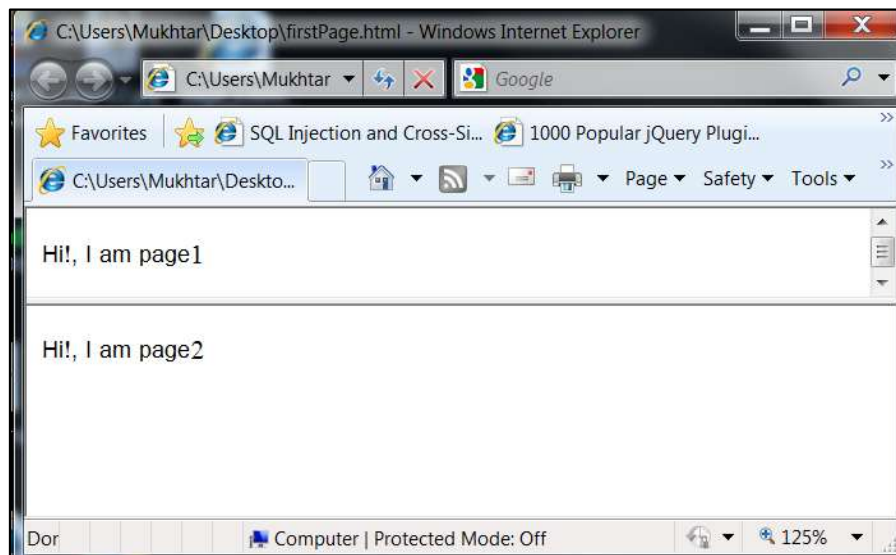 C:\Users\Mukhtar\Desktop\firstPage.html - Windows Internet Explorer
C:\Users\Mukhtar
Google
Favorites
SQL Injection and Cross-Si...
1000 Popular jQuery Plugi...
C:\Users\Mukhtar\Deskto...
Page
Safety
Tools
Hi!, I am page1
Hi!, I am page2
Dor
Computer | Protected Mode: Off
125%